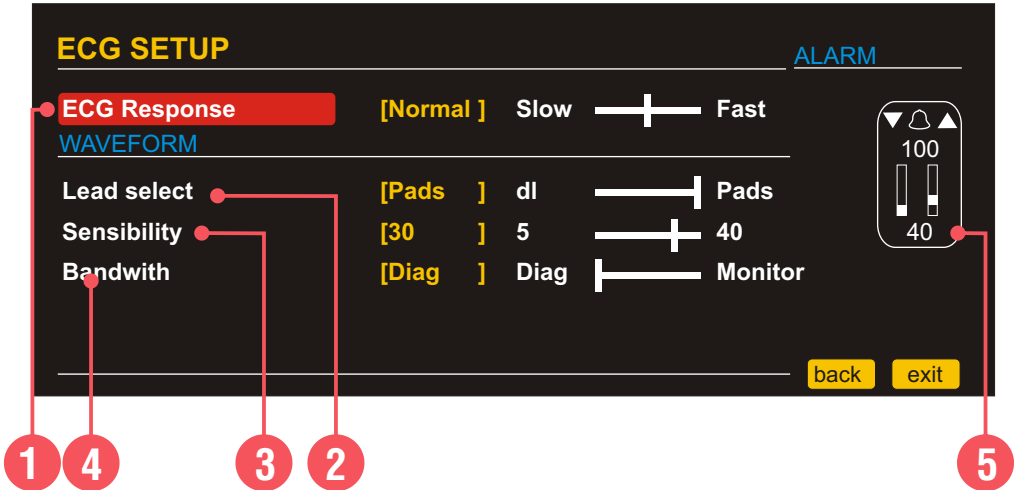 ECG SETUP
ALARM
ECG Response [Normal ] Slow Fast
WAVEFORM
100
Lead select [Pads ] dl Pads
Sensibility [30 ] 5 40
40
Bandwith [Diag ] Diag Monitor
back exit
1 4 3 2 5